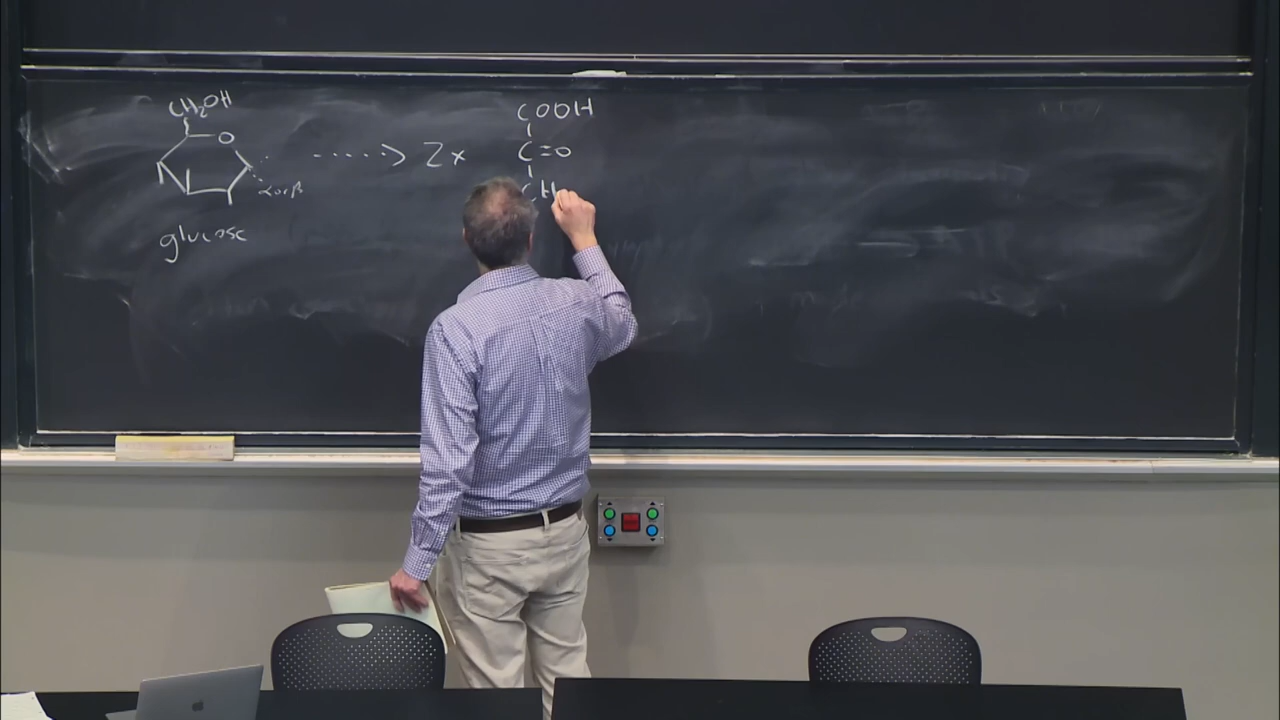 CH₂OH
O
α or β
glucose
2x
COOH
C=O
CH